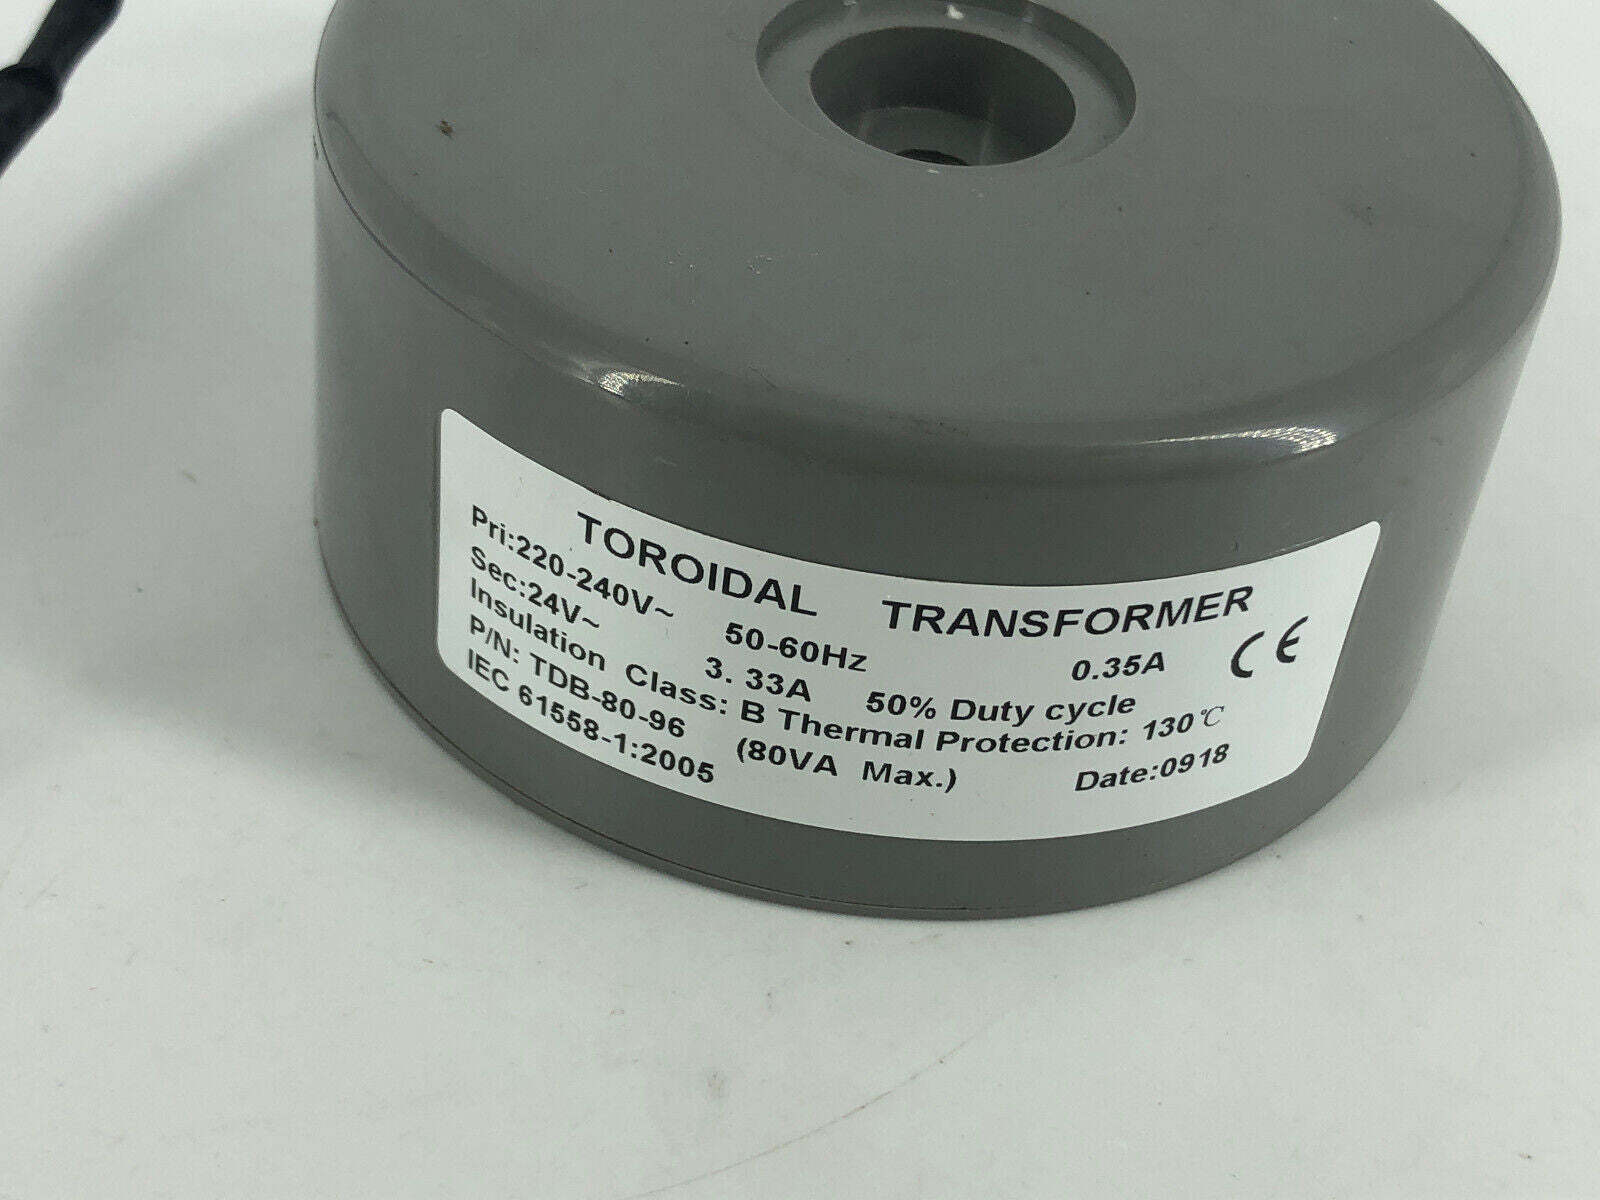 TOROIDAL TRANSFORMER
Pri:220-240V~ 50-60Hz 0.35A CE
Sec:24V~ 3. 33A 50% Duty cycle
Insulation Class: B Thermal Protection: 130℃
P/N: TDB-80-96 (80VA Max.) Date:0918
IEC 61558-1:2005